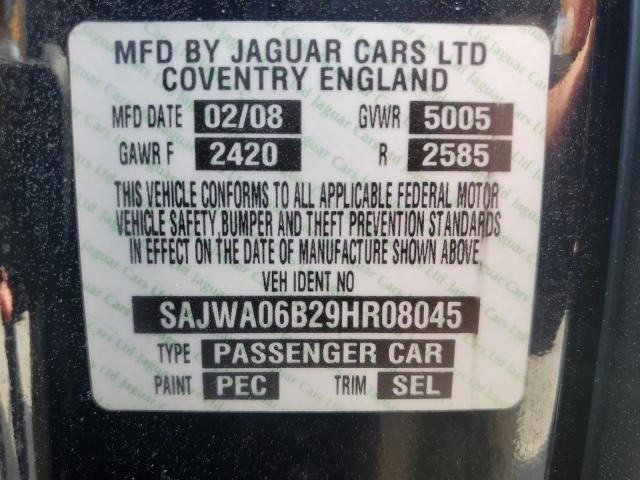 MFD BY JAGUAR CARS LTD
COVENTRY ENGLAND
MFD DATE 02/08 GVWR 5005
GAWR F 2420 R 2585
THIS VEHICLE CONFORMS TO ALL APPLICABLE FEDERAL MOTOR
VEHICLE SAFETY, BUMPER AND THEFT PREVENTION STANDARDS
IN EFFECT ON THE DATE OF MANUFACTURE SHOWN ABOVE,
VEH IDENT NO
SAJWA06B29HR08045
TYPE PASSENGER CAR
PAINT PEC TRIM SEL